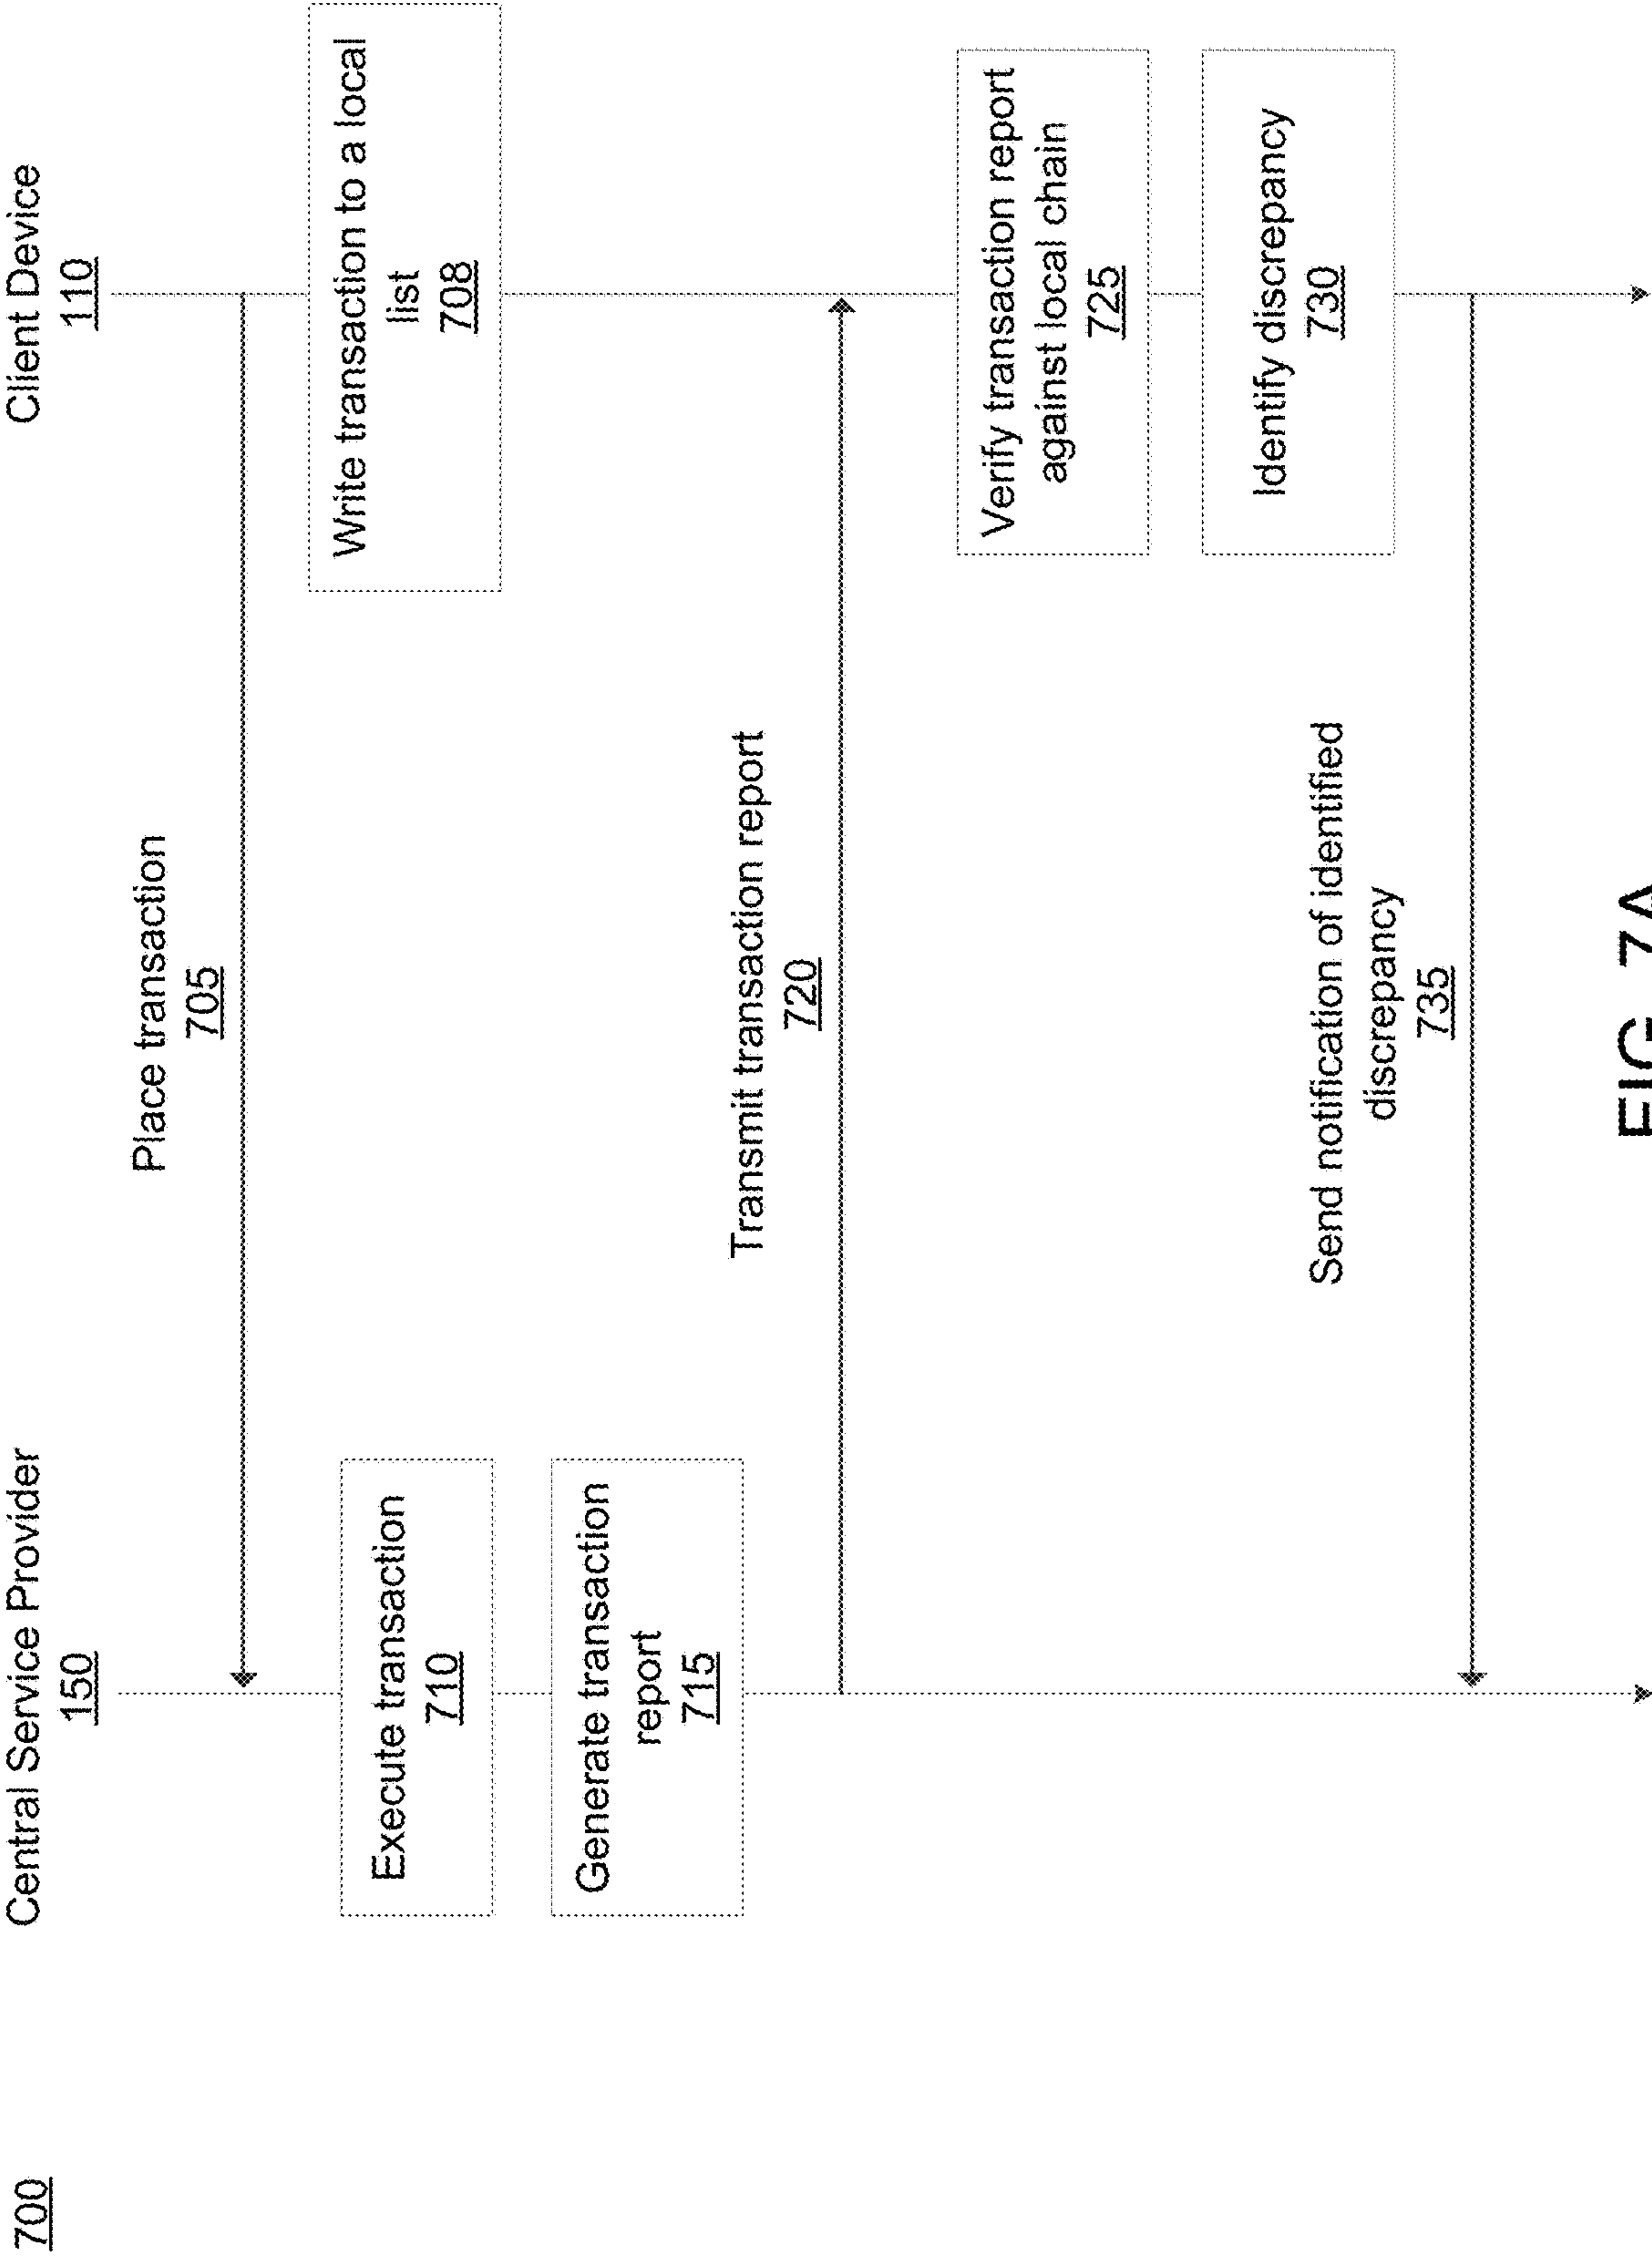 700
Central Service Provider
150
Client Device
110
Place transaction
705
Write transaction to a local
list
708
Execute transaction
710
Generate transaction
report
715
Transmit transaction report
720
Verify transaction report
against local chain
725
Identify discrepancy
730
Send notification of identified
discrepancy
735
FIG. 7A